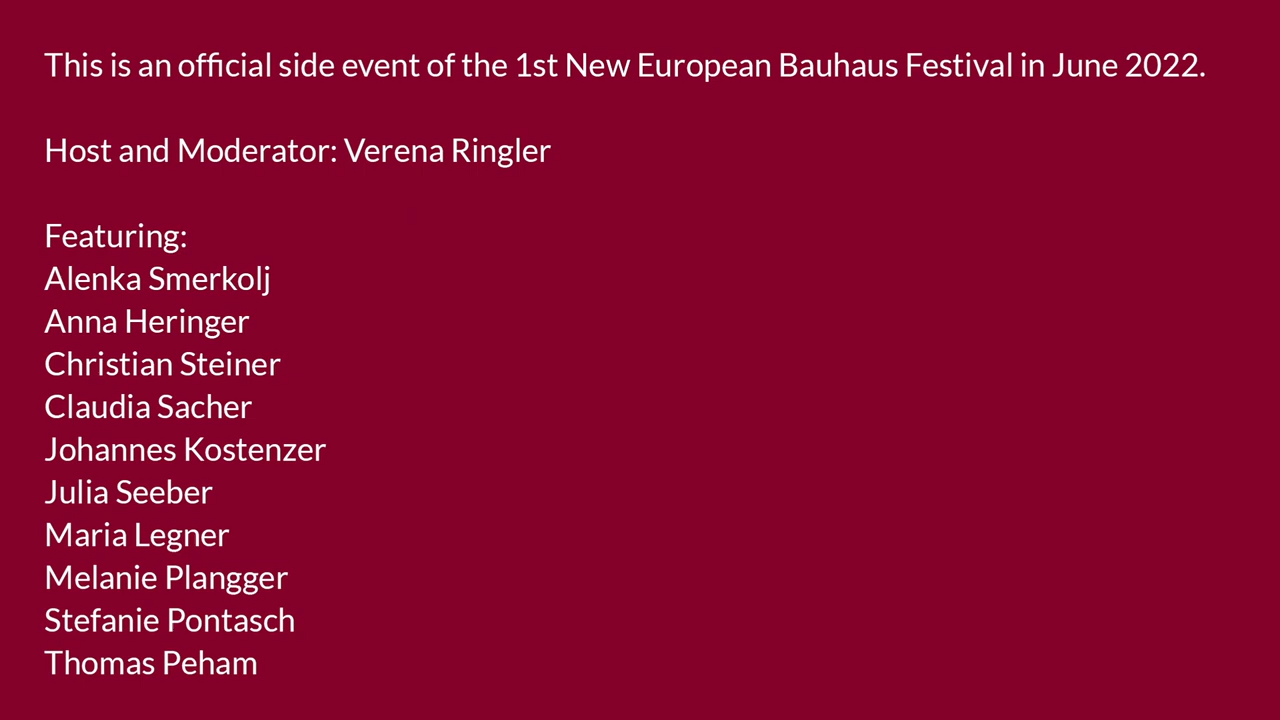 This is an official side event of the 1st New European Bauhaus Festival in June 2022.
Host and Moderator: Verena Ringler
Featuring:
Alenka Smerkolj
Anna Heringer
Christian Steiner
Claudia Sacher
Johannes Kostenzer
Julia Seeber
Maria Legner
Melanie Plangger
Stefanie Pontasch
Thomas Peham